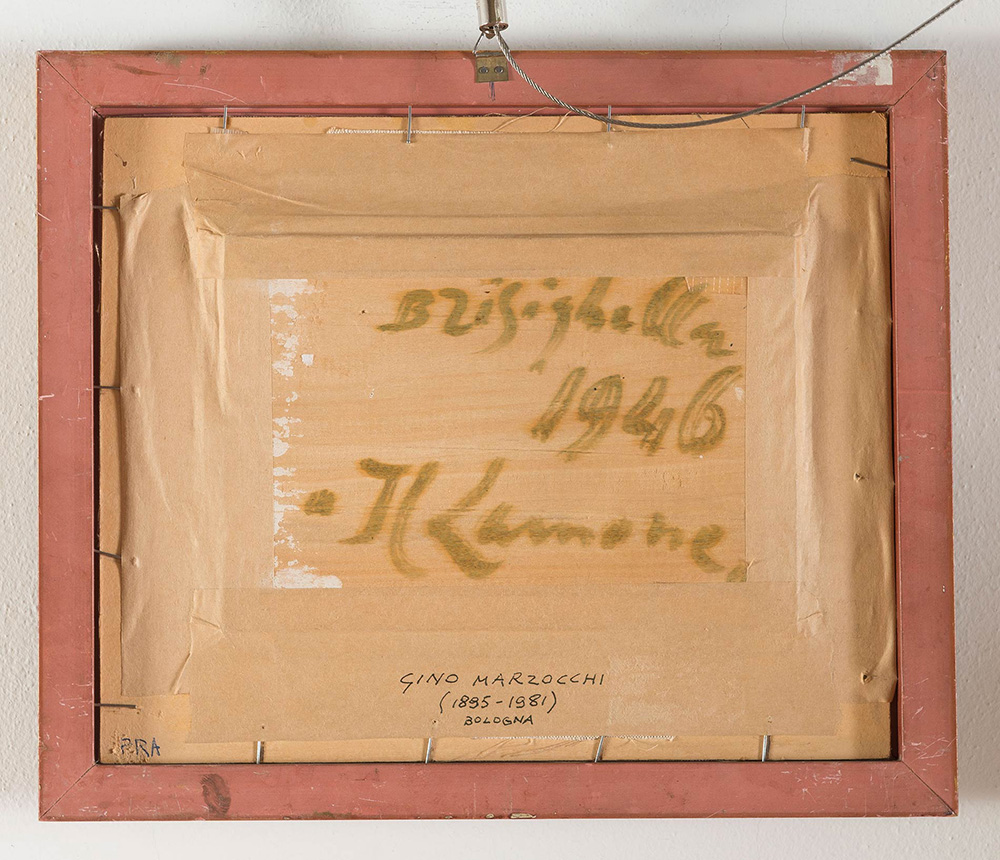 Brisighella
1946
"Il Lamone
GINO MARZOCCHI
(1895-1981)
BOLOGNA